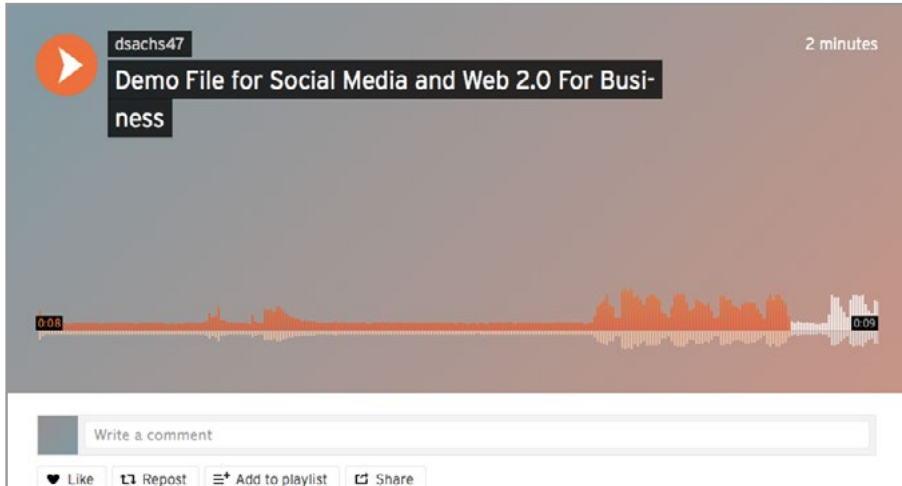 dsachs47
2 minutes
Demo File for Social Media and Web 2.0 For Busi-
ness
0:08
0:09
Write a comment
Like Repost Add to playlist Share